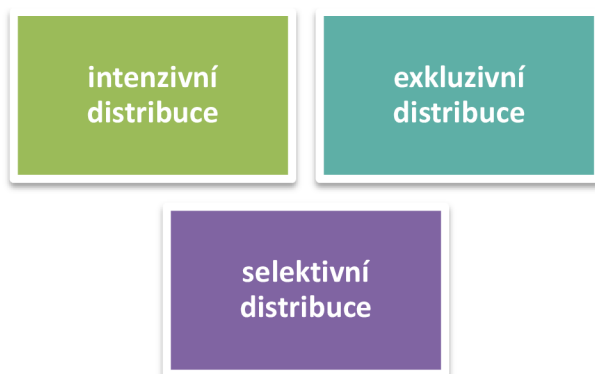 intenzivní
distribuce
exkluzivní
distribuce
selektivní
distribuce